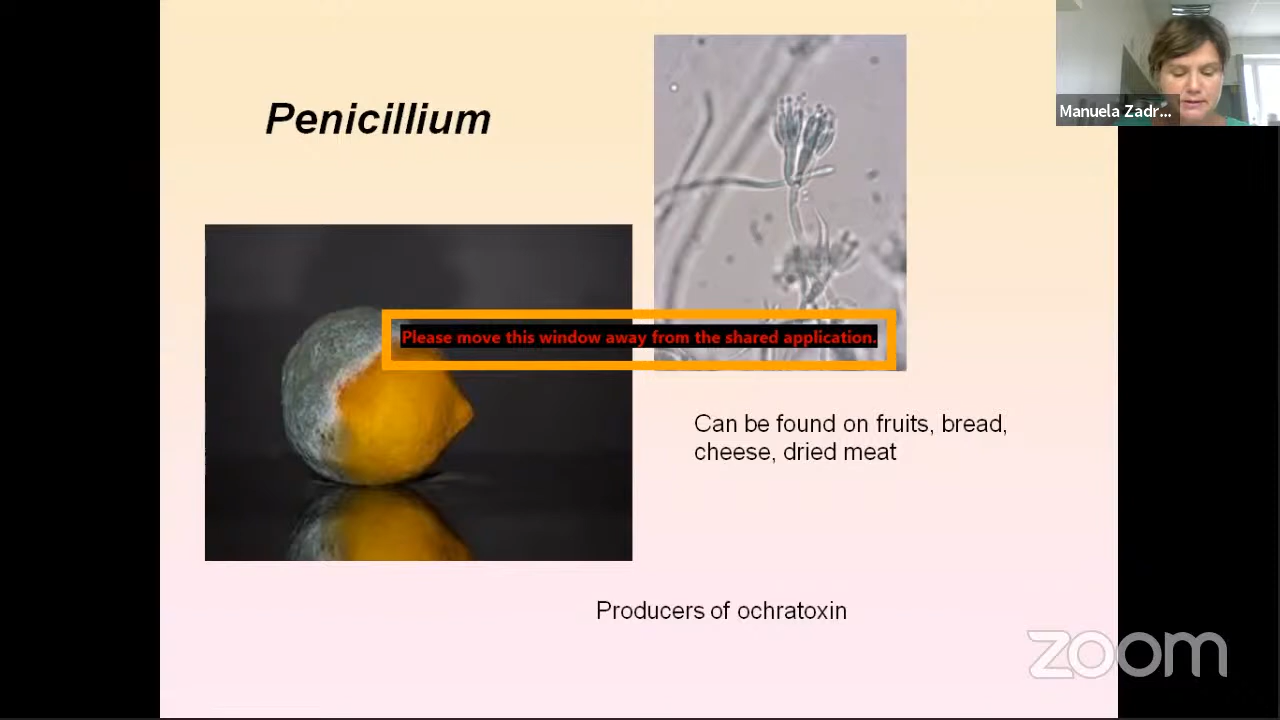 Penicillium
Manuela Zadr...
Please move this window away from the shared application.
Can be found on fruits, bread,
cheese, dried meat
Producers of ochratoxin
zoom